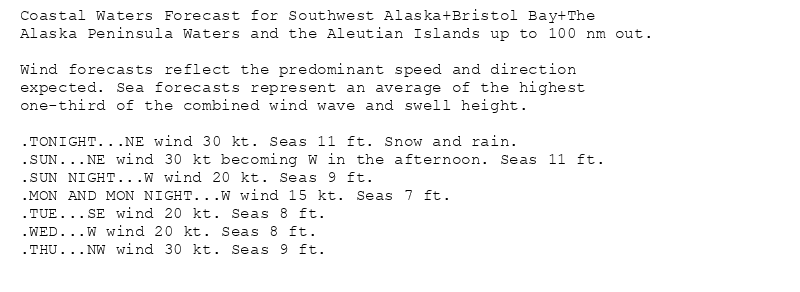 Coastal Waters Forecast for Southwest Alaska+Bristol Bay+The
Alaska Peninsula Waters and the Aleutian Islands up to 100 nm out.
Wind forecasts reflect the predominant speed and direction
expected. Sea forecasts represent an average of the highest
one-third of the combined wind wave and swell height.
.TONIGHT...NE wind 30 kt. Seas 11 ft. Snow and rain.
.SUN...NE wind 30 kt becoming W in the afternoon. Seas 11 ft.
.SUN NIGHT...W wind 20 kt. Seas 9 ft.
.MON AND MON NIGHT...W wind 15 kt. Seas 7 ft.
.TUE...SE wind 20 kt. Seas 8 ft.
.WED...W wind 20 kt. Seas 8 ft.
.THU...NW wind 30 kt. Seas 9 ft.